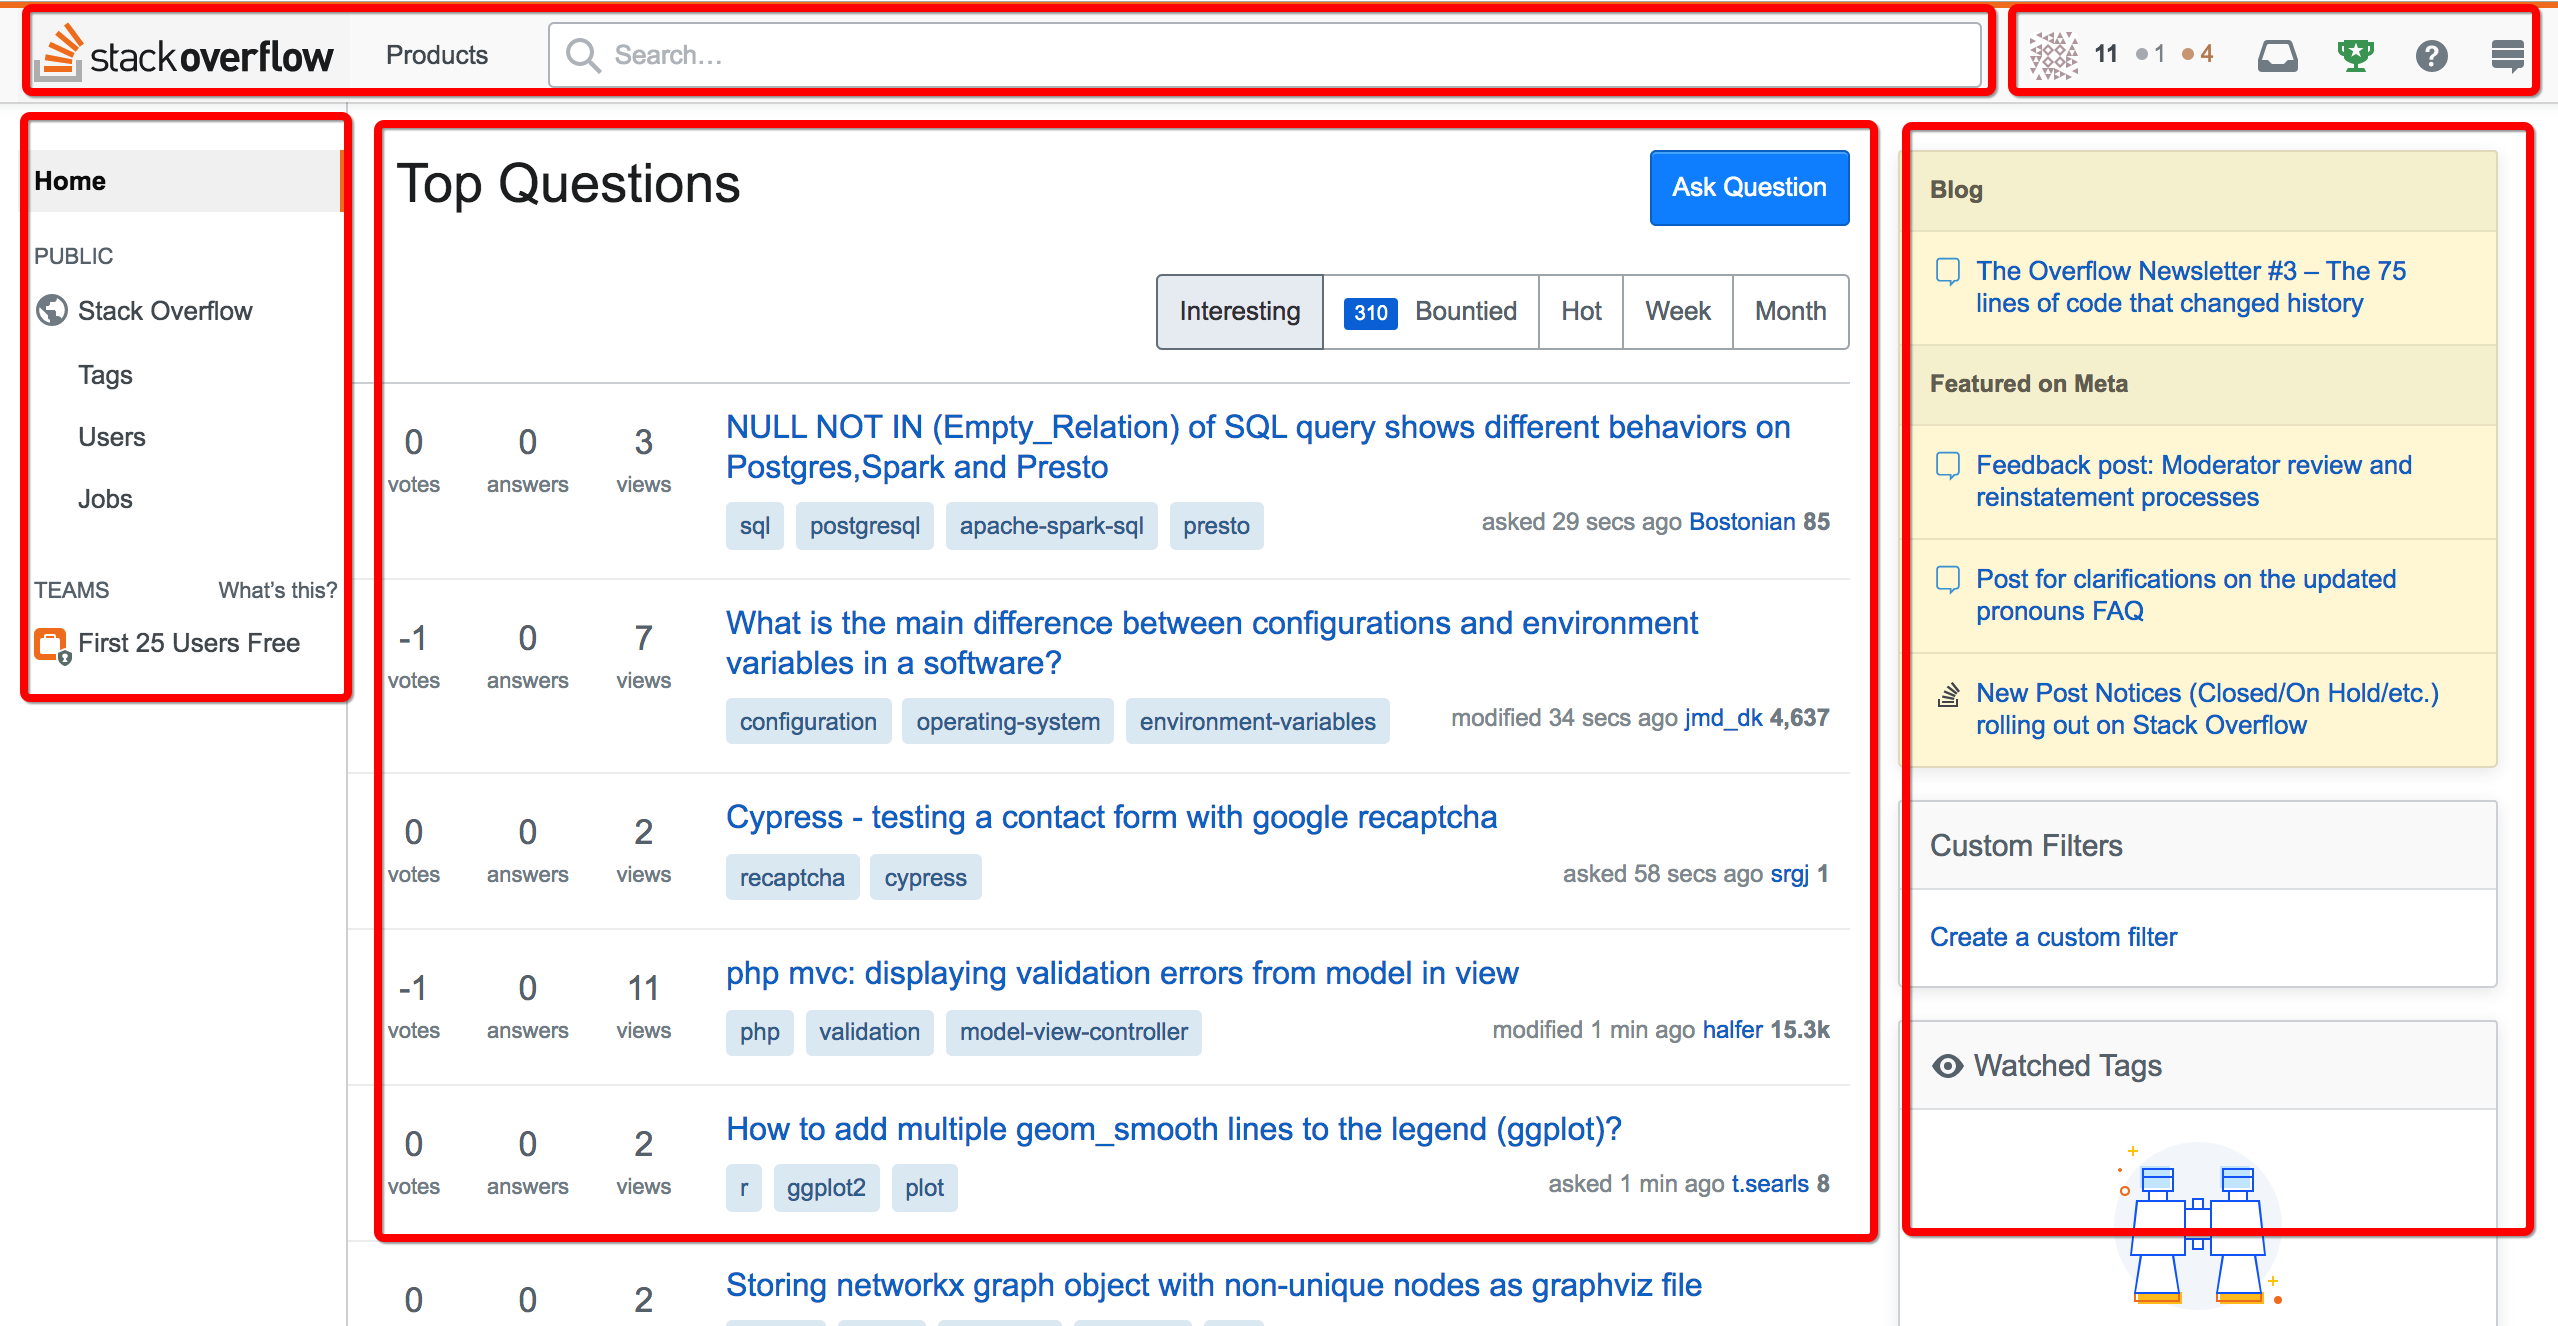 stackoverflow
Products
Search…
11 1 4
Home
PUBLIC
Stack Overflow
Tags
Users
Jobs
TEAMS What's this?
First 25 Users Free
Top Questions
Ask Question
Interesting 310 Bountied Hot Week Month
0 0 3
votes answers views
NULL NOT IN (Empty_Relation) of SQL query shows different behaviors on
Postgres,Spark and Presto
sql postgresql apache-spark-sql presto
asked 29 secs ago Bostonian 85
-1 0 7
votes answers views
What is the main difference between configurations and environment
variables in a software?
configuration operating-system environment-variables
modified 34 secs ago jmd_dk 4,637
0 0 2
votes answers views
Cypress - testing a contact form with google recaptcha
recaptcha cypress
asked 58 secs ago srgj 1
-1 0 11
votes answers views
php mvc: displaying validation errors from model in view
php validation model-view-controller
modified 1 min ago halfer 15.3k
0 0 2
votes answers views
How to add multiple geom_smooth lines to the legend (ggplot)?
r ggplot2 plot
asked 1 min ago t.searls 8
0 0 2
Storing networkx graph object with non-unique nodes as graphviz file
Blog
The Overflow Newsletter #3 – The 75
lines of code that changed history
Featured on Meta
Feedback post: Moderator review and
reinstatement processes
Post for clarifications on the updated
pronouns FAQ
New Post Notices (Closed/On Hold/etc.)
rolling out on Stack Overflow
Custom Filters
Create a custom filter
Watched Tags